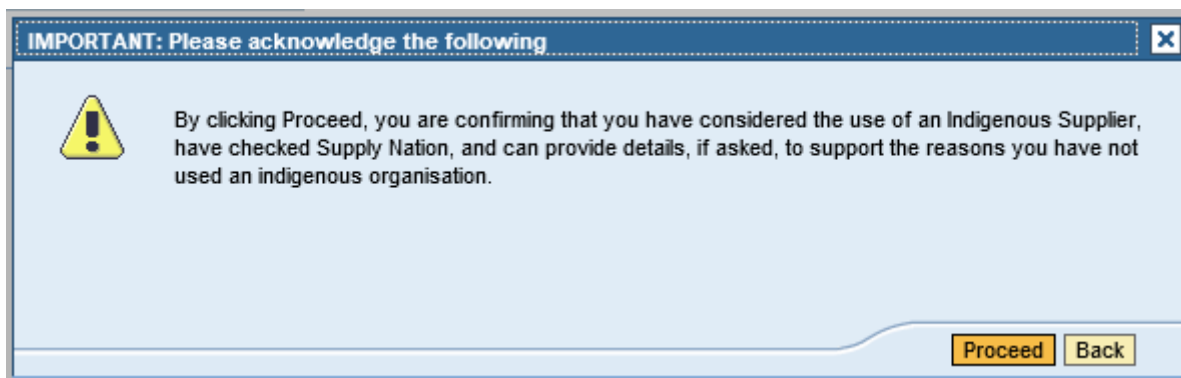 IMPORTANT: Please acknowledge the following
By clicking Proceed, you are confirming that you have considered the use of an Indigenous Supplier,
have checked Supply Nation, and can provide details, if asked, to support the reasons you have not
used an indigenous organisation.
Proceed Back